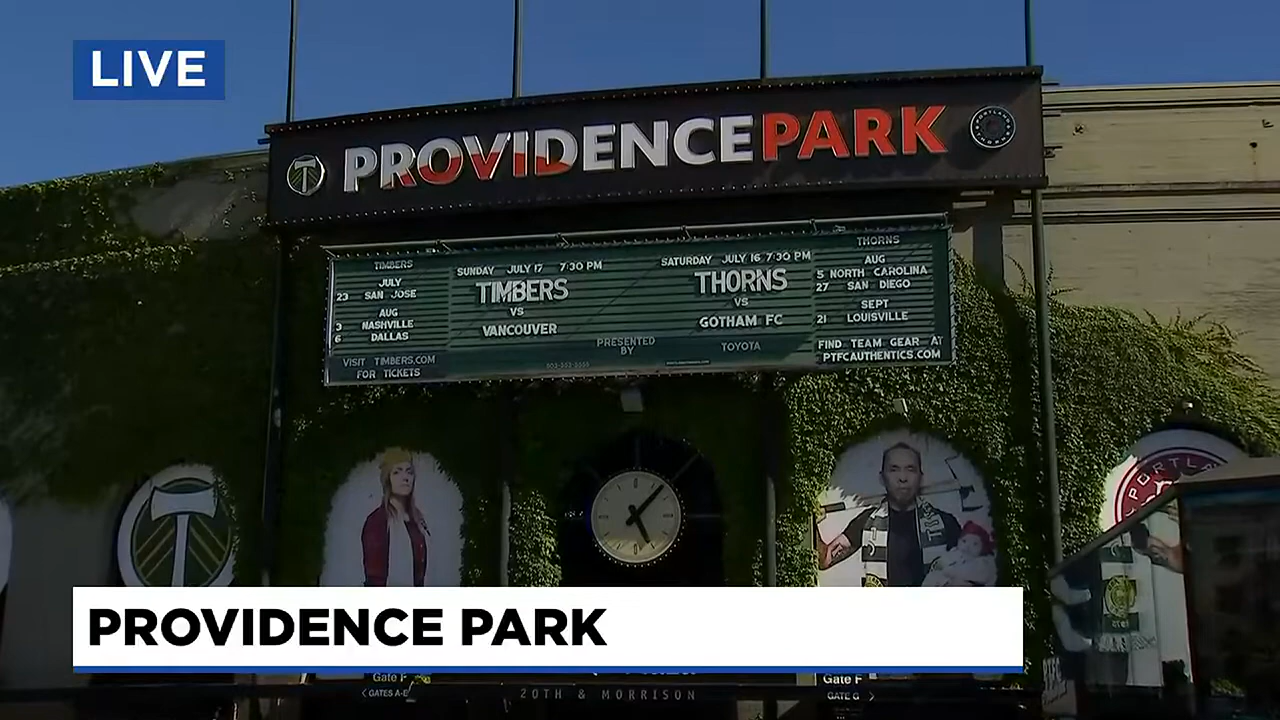 LIVE
PROVIDENCE PARK
TIMBERS
JULY
23 SAN JOSE
AUG
3 NASHVILLE
6 DALLAS
VISIT TIMBERS.COM
FOR TICKETS
SUNDAY JULY 17 7:30 PM
TIMBERS
VS
VANCOUVER
SATURDAY JULY 16 7:30 PM
THORNS
VS
GOTHAM FC
PRESENTED
BY
TOYOTA
THORNS
AUG
5 NORTH CAROLINA
27 SAN DIEGO
SEPT
21 LOUISVILLE
FIND TEAM GEAR AT
PTFCAUTHENTICS.COM
PROVIDENCE PARK
Gate F
GATES A-E
20TH & MORRISON
Gate F
GATE G